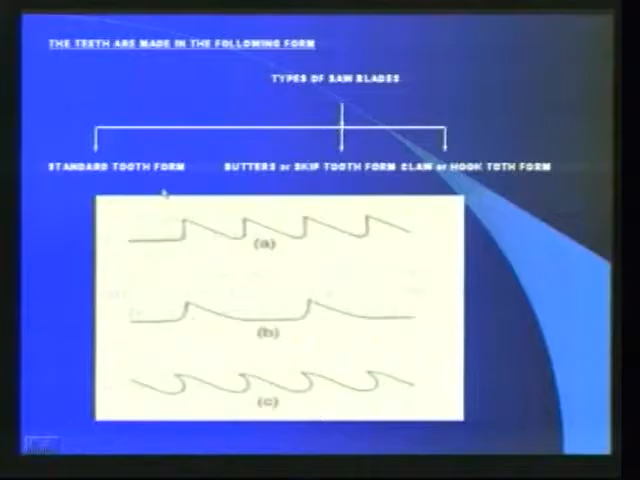 THE TEETH ARE MADE IN THE FOLLOWING FORM
TYPES OF SAW BLADES
STANDARD TOOTH FORM BUTTERS or SKIP TOOTH FORM CLAW or HOOK TOTH FORM
(a)
(b)
(c)